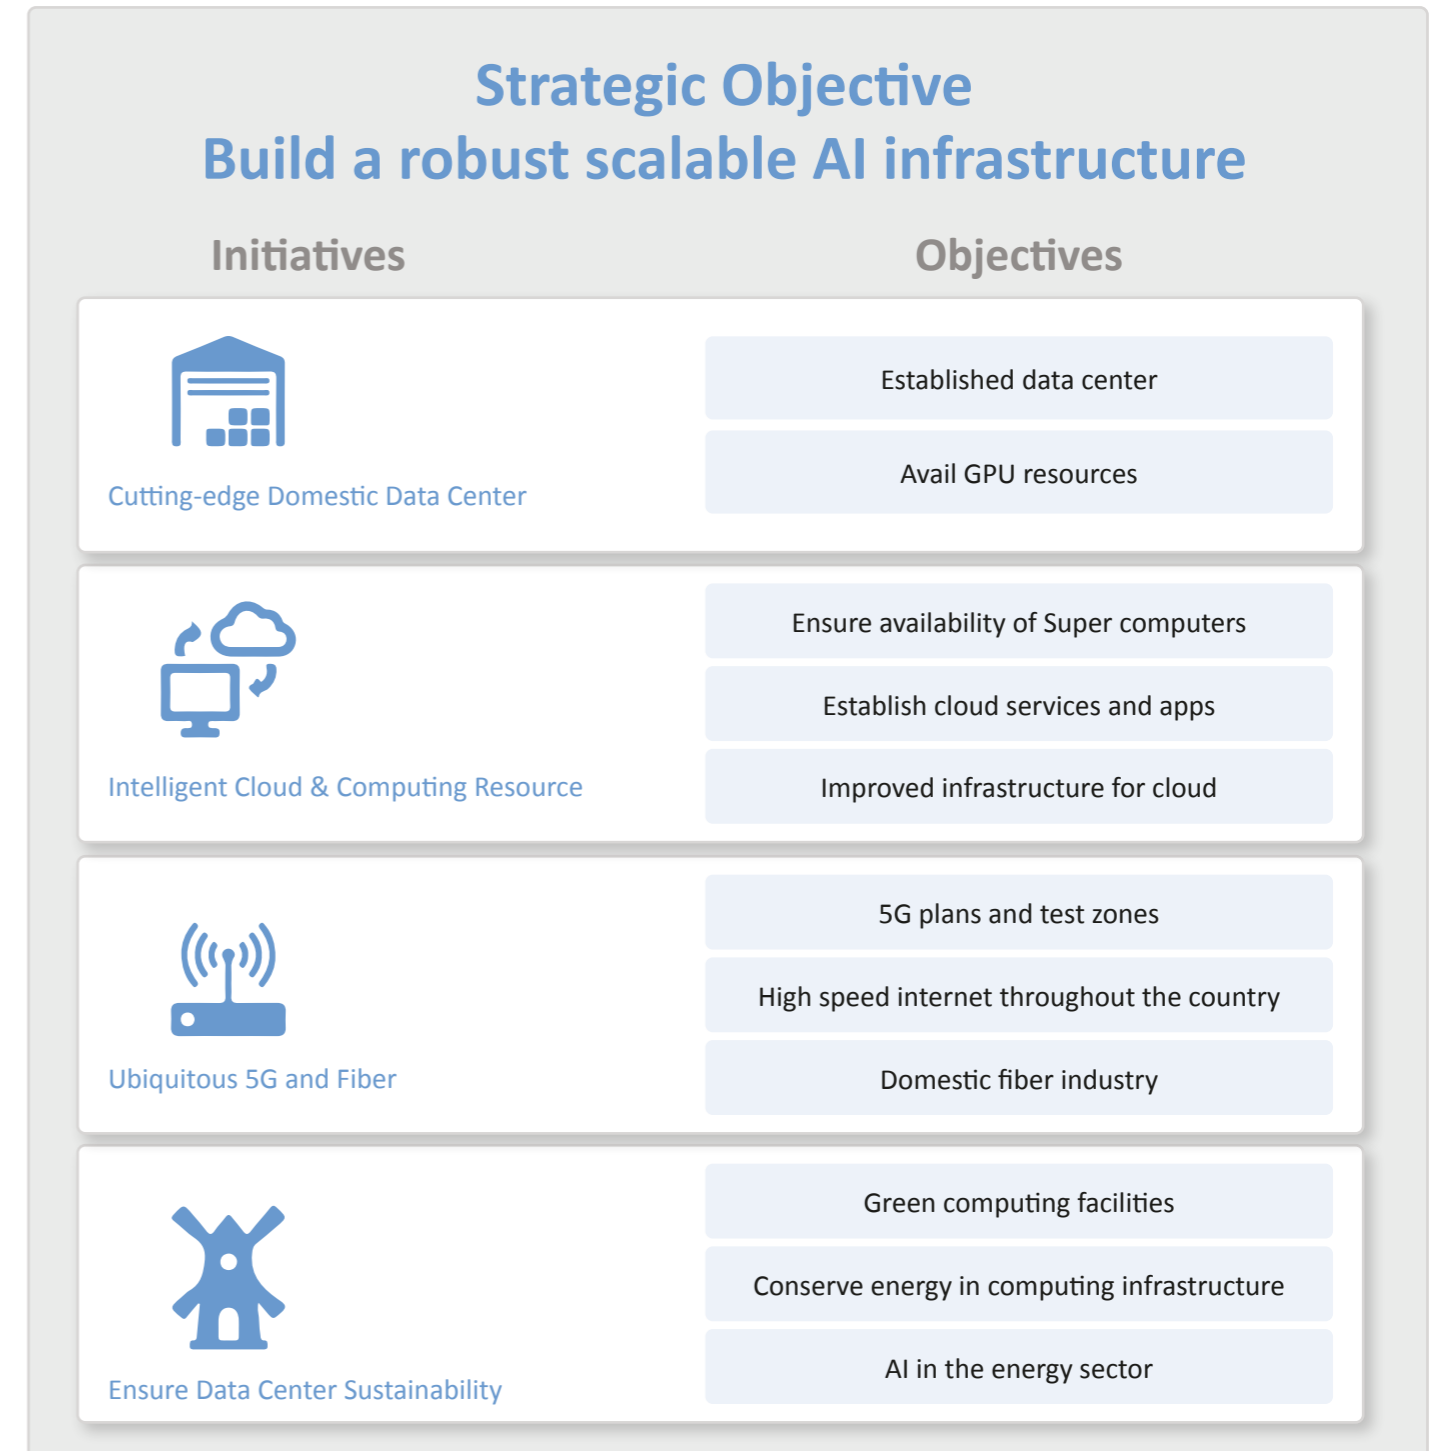 Strategic Objective
Build a robust scalable AI infrastructure
Initiatives
Objectives
Cutting-edge Domestic Data Center
Established data center
Avail GPU resources
Intelligent Cloud & Computing Resource
Ensure availability of Super computers
Establish cloud services and apps
Improved infrastructure for cloud
Ubiquitous 5G and Fiber
5G plans and test zones
High speed internet throughout the country
Domestic fiber industry
Ensure Data Center Sustainability
Green computing facilities
Conserve energy in computing infrastructure
AI in the energy sector